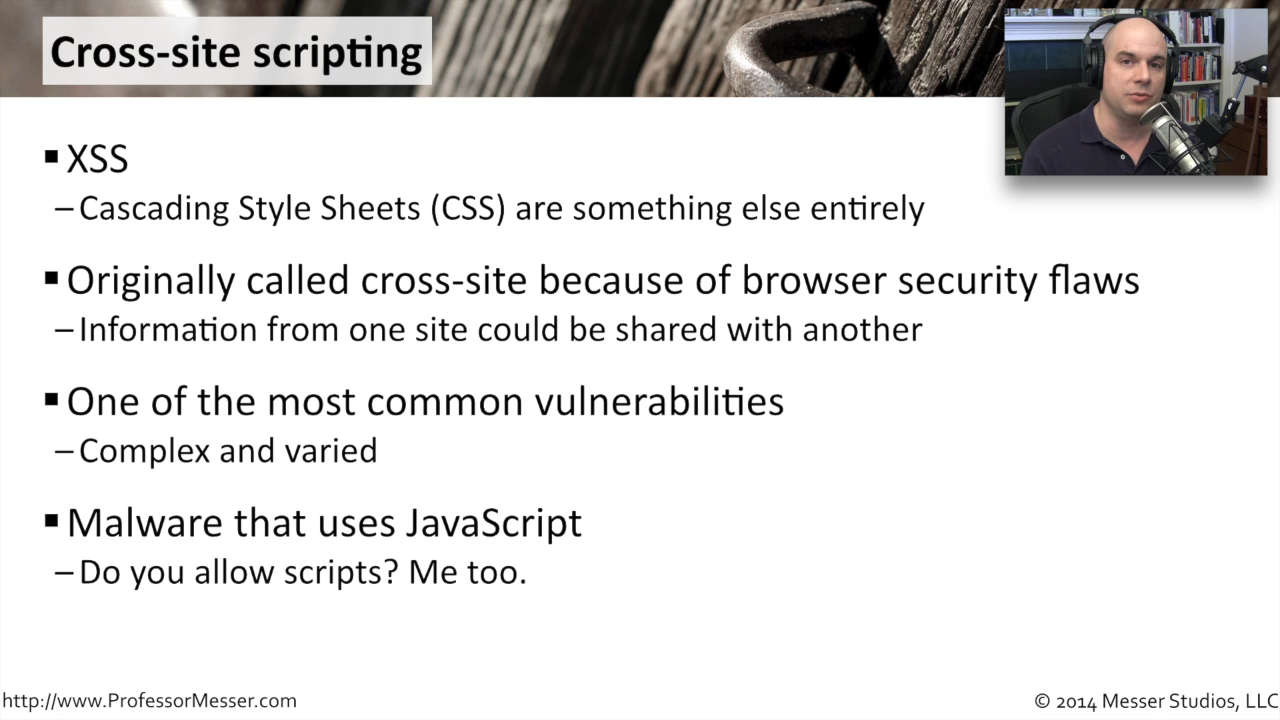 Cross-site scripting
▪ XSS
– Cascading Style Sheets (CSS) are something else entirely
▪ Originally called cross-site because of browser security flaws
– Information from one site could be shared with another
▪ One of the most common vulnerabilities
– Complex and varied
▪ Malware that uses JavaScript
– Do you allow scripts? Me too.
http://www.ProfessorMesser.com
© 2014 Messer Studios, LLC